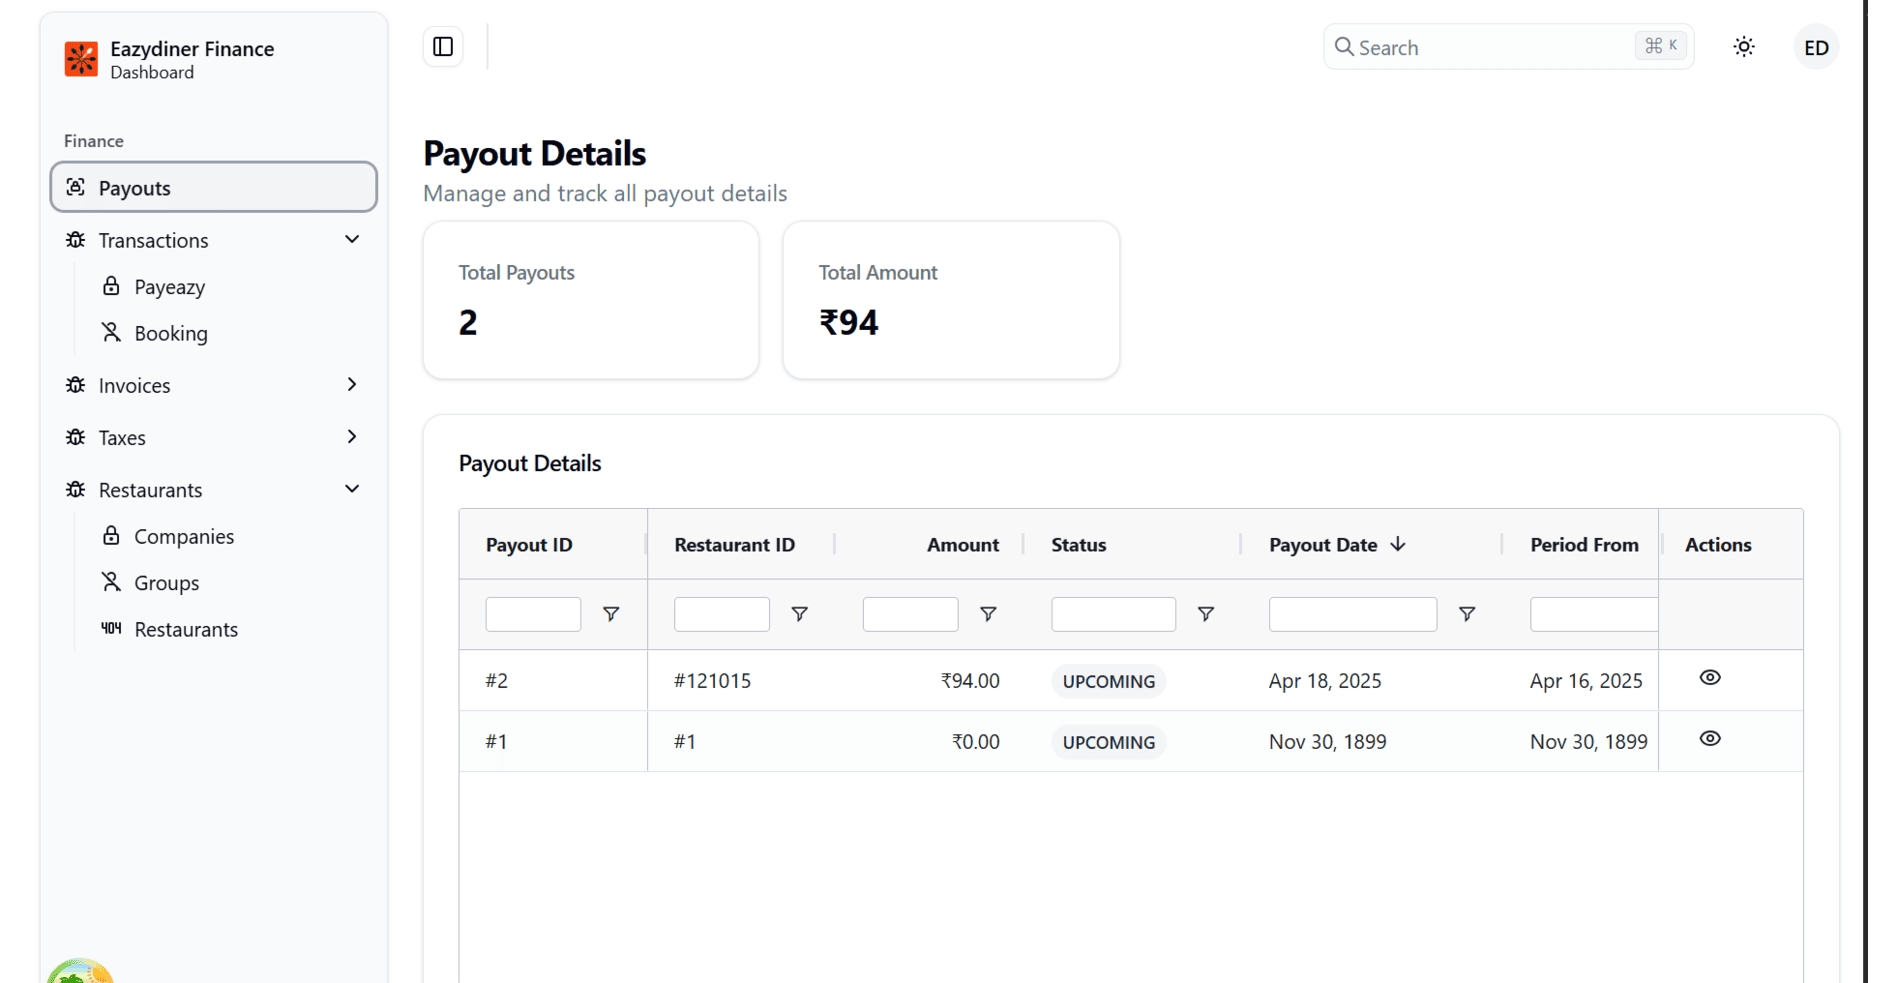 Eazydiner Finance
Dashboard
Search
⌘ K
ED
Finance
Payouts
Transactions
Payeazy
Booking
Invoices
Taxes
Restaurants
Companies
Groups
404 Restaurants
Payout Details
Manage and track all payout details
Total Payouts
2
Total Amount
₹94
Payout Details
Payout ID Restaurant ID Amount Status Payout Date Period From Actions
#2 #121015 ₹94.00 UPCOMING Apr 18, 2025 Apr 16, 2025
#1 #1 ₹0.00 UPCOMING Nov 30, 1899 Nov 30, 1899